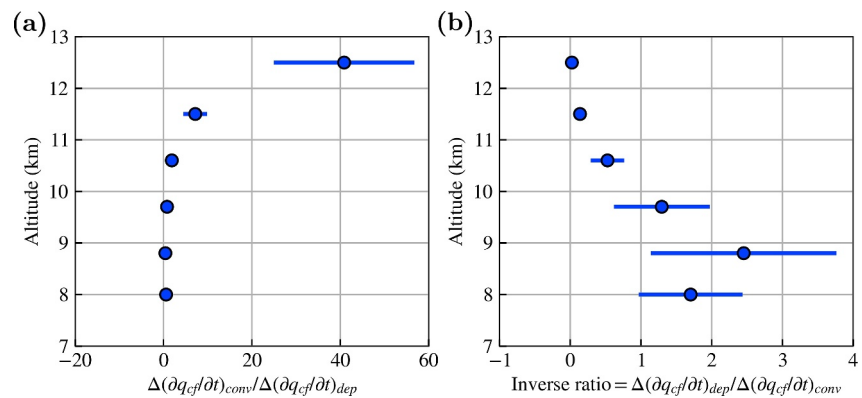 (a)
(b)
13
12
11
10
9
8
7
Altitude (km)
−20 0 20 40 60
Δ(∂q_cf/∂t)_conv/Δ(∂q_cf/∂t)_dep
13
12
11
10
9
8
7
Altitude (km)
−1 0 1 2 3 4
Inverse ratio = Δ(∂q_cf/∂t)_dep/Δ(∂q_cf/∂t)_conv